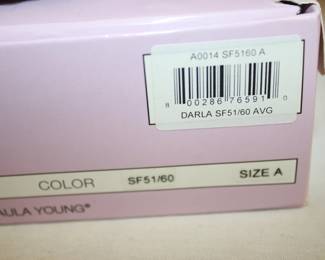 A0014 SF5160 A
8 00286 76591 0
DARLA SF51/60 AVG
COLOR SF51/60 SIZE A
AULA YOUNG®